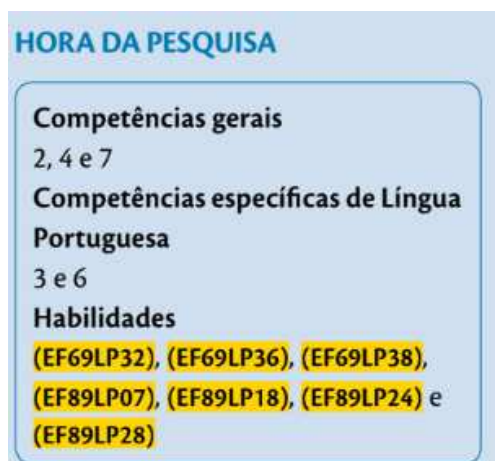 HORA DA PESQUISA
Competências gerais
2, 4 e 7
Competências específicas de Língua
Portuguesa
3 e 6
Habilidades
(EF69LP32), (EF69LP36), (EF69LP38),
(EF89LP07), (EF89LP18), (EF89LP24) e
(EF89LP28)